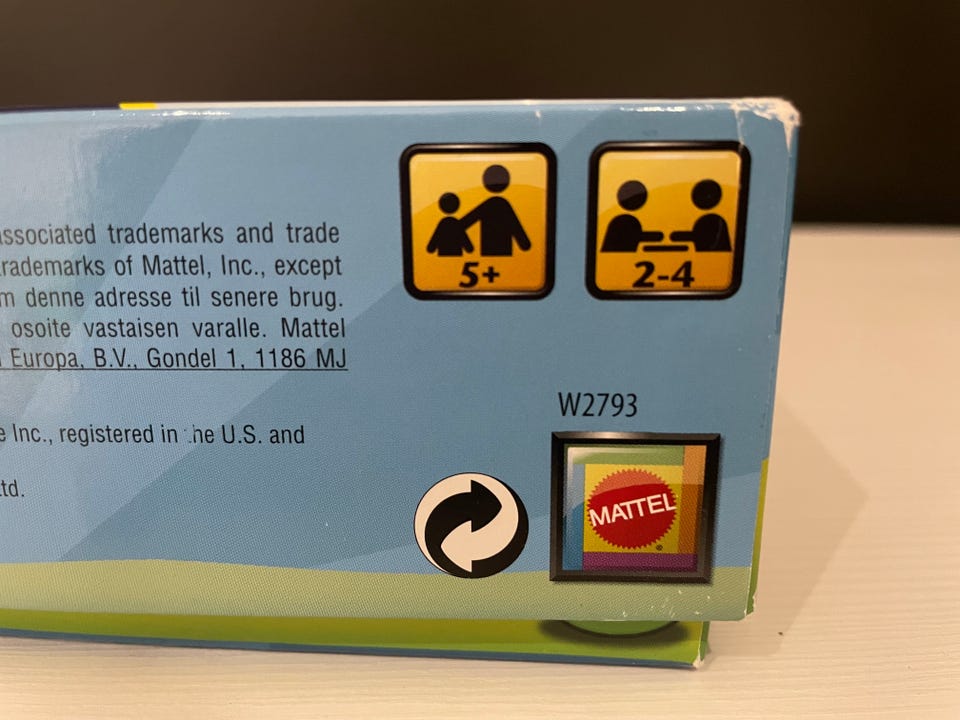 associated trademarks and trade
trademarks of Mattel, Inc., except
denne adresse til senere brug.
osoite vastaisen varalle. Mattel
Europa, B.V., Gondel 1, 1186 MJ
Inc., registered in the U.S. and
5+
2-4
W2793
MATTEL